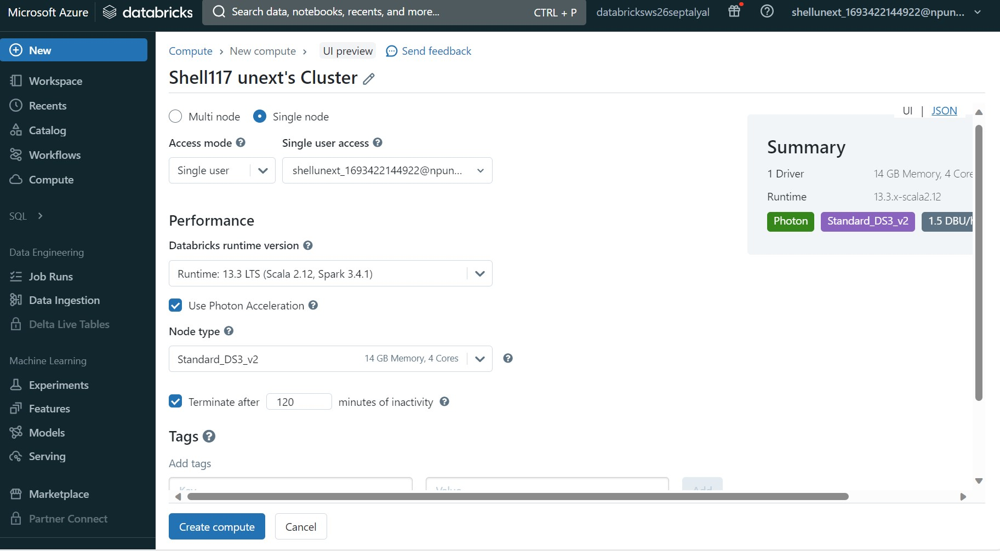 Microsoft Azure databricks Search data, notebooks, recents, and more... CTRL + P databricksws26septalyal shellunext_1693422144922@npun...
New
Workspace
Recents
Catalog
Workflows
Compute
SQL
Data Engineering
Job Runs
Data Ingestion
Delta Live Tables
Machine Learning
Experiments
Features
Models
Serving
Marketplace
Partner Connect
Compute > New compute > UI preview Send feedback
Shell117 unext's Cluster
UI | JSON
Multi node Single node
Access mode Single user access
Single user shellunext_1693422144922@npun...
Performance
Databricks runtime version
Runtime: 13.3 LTS (Scala 2.12, Spark 3.4.1)
Use Photon Acceleration
Node type
Standard_DS3_v2 14 GB Memory, 4 Cores
Terminate after 120 minutes of inactivity
Tags
Add tags
Key Value Add
Create compute Cancel
Summary
1 Driver 14 GB Memory, 4 Core
Runtime 13.3.x-scala2.12
Photon Standard_DS3_v2 1.5 DBU/h